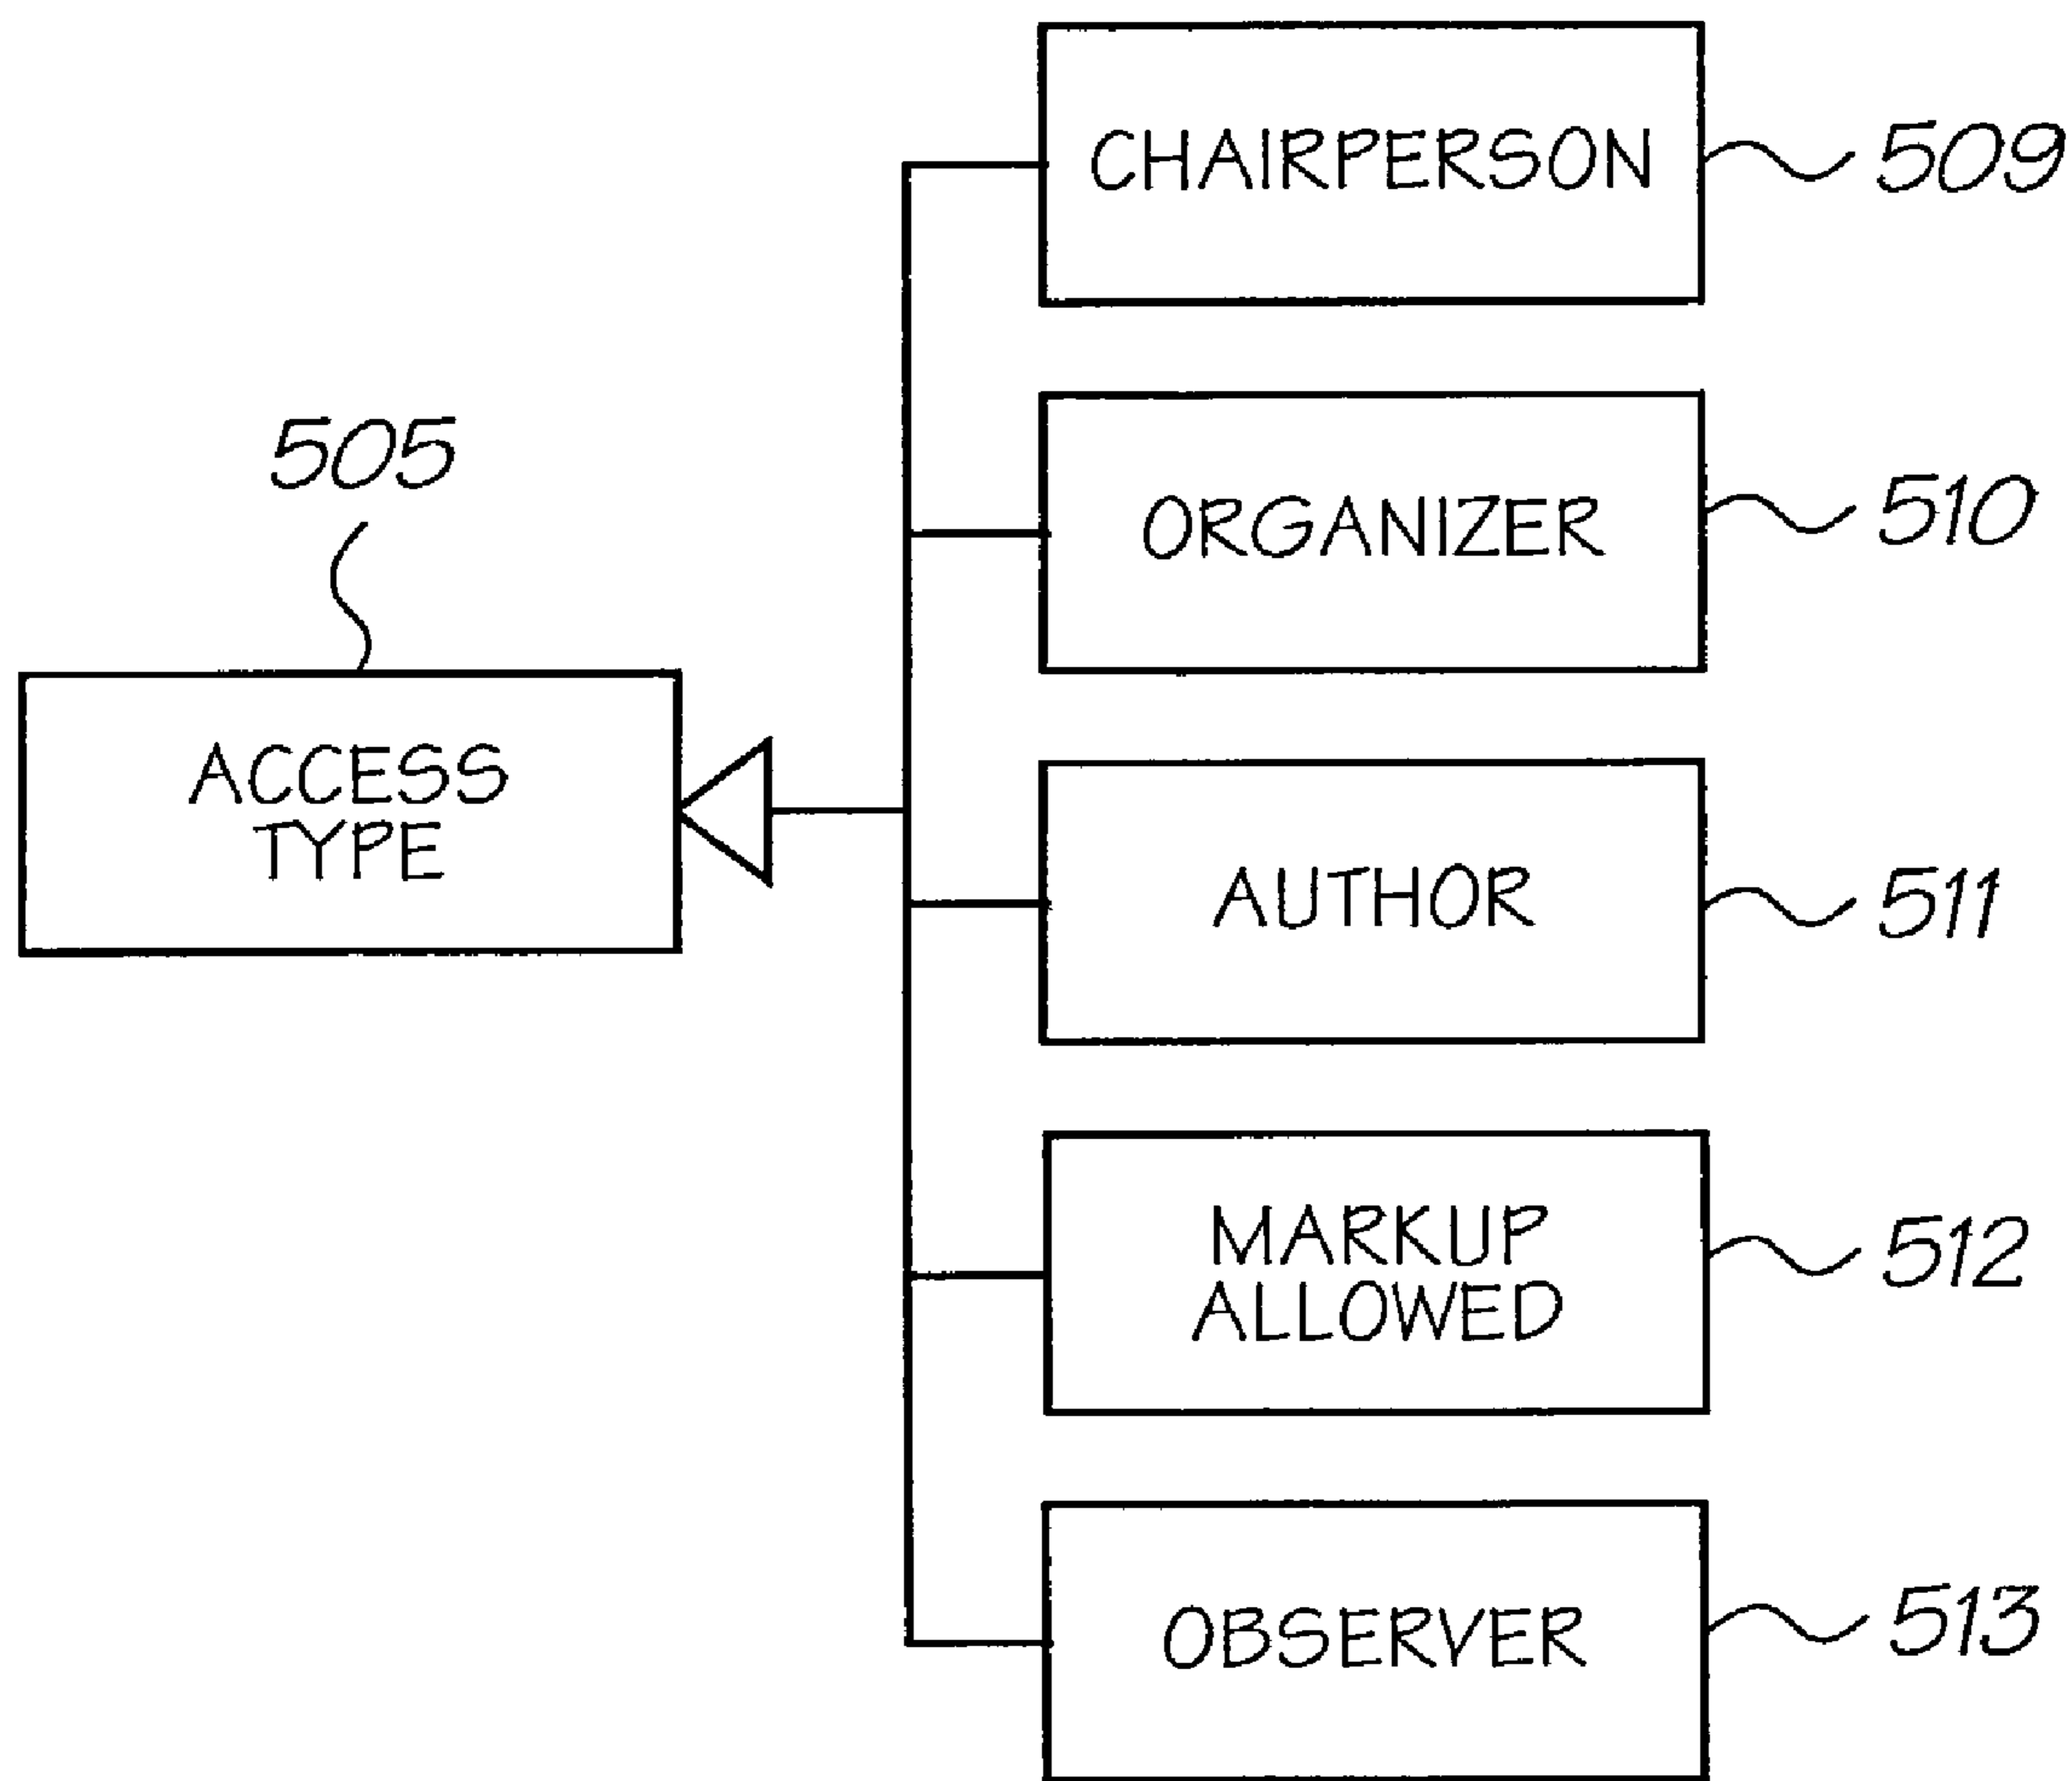 CHAIRPERSON
509
505
ORGANIZER
510
ACCESS
TYPE
AUTHOR
511
MARKUP
ALLOWED
512
OBSERVER
513